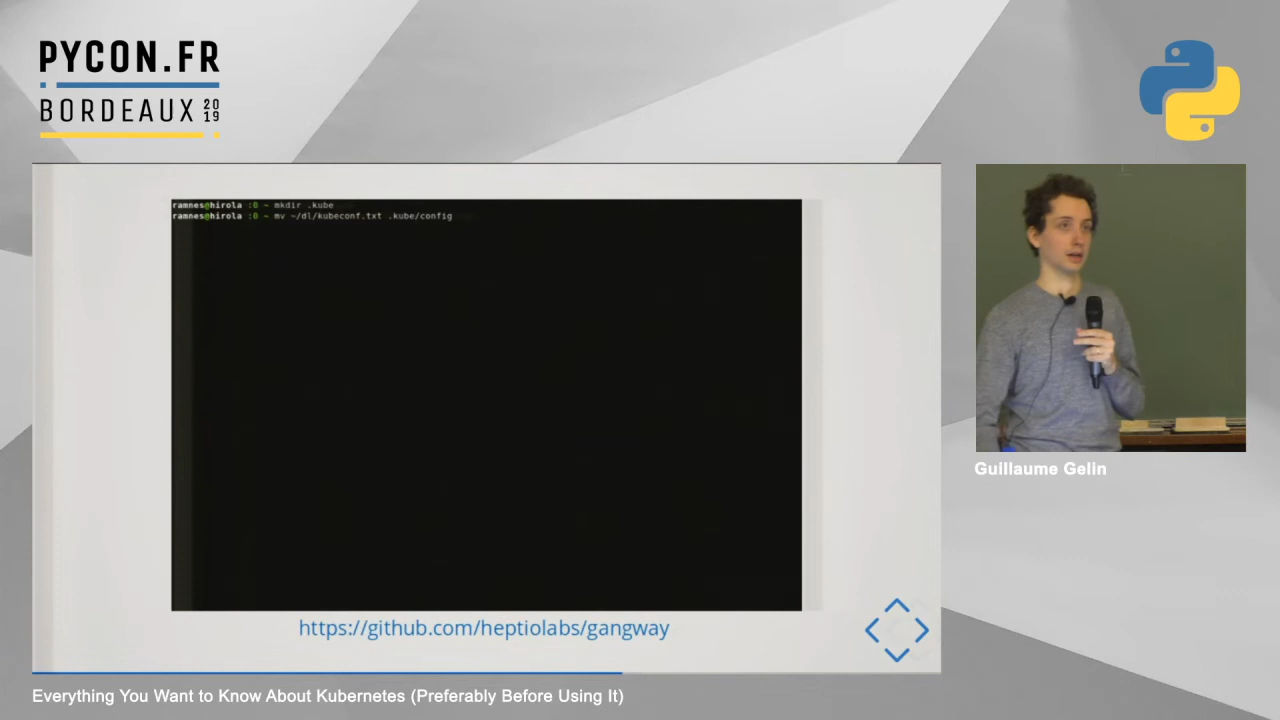 PYCON.FR
BORDEAUX 2019
ramnes@hirola :0 ~ mkdir .kube
ramnes@hirola :0 ~ mv ~/dl/kubeconf.txt .kube/config
https://github.com/heptiolabs/gangway
Guillaume Gelin
Everything You Want to Know About Kubernetes (Preferably Before Using It)